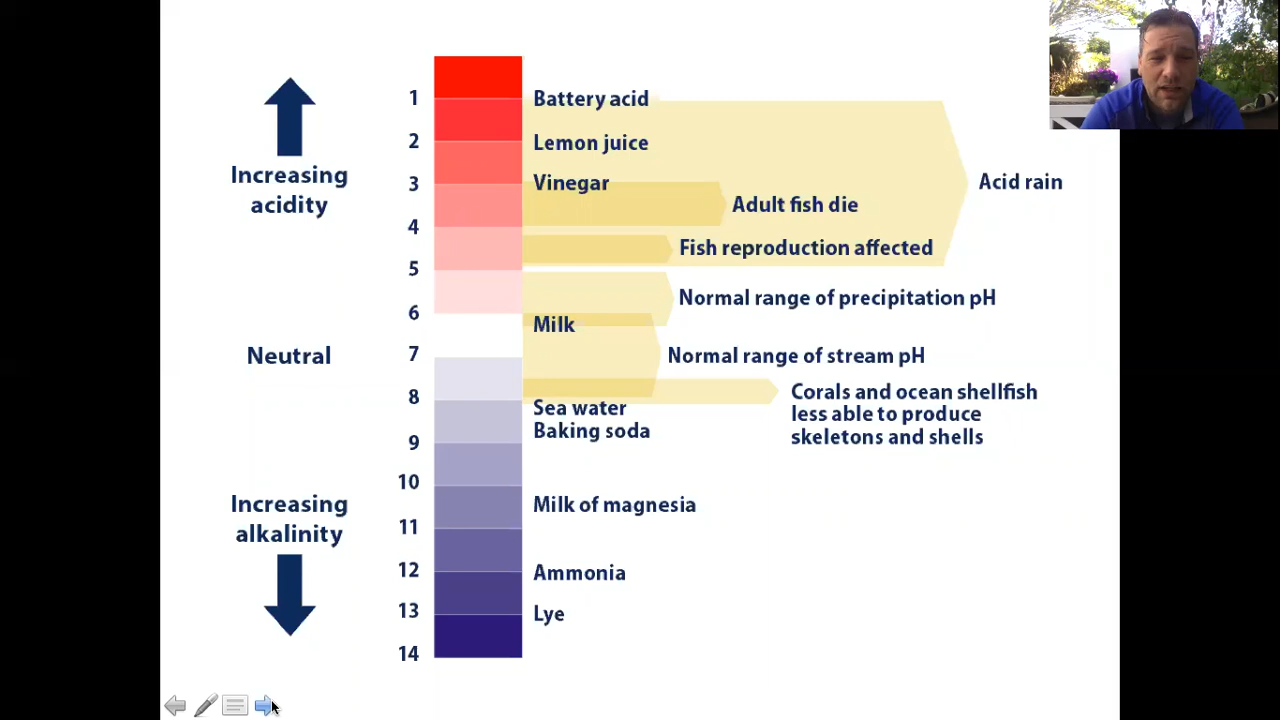 1
Battery acid
2
Lemon juice
Increasing
acidity
3
Vinegar
Acid rain
Adult fish die
4
Fish reproduction affected
5
Normal range of precipitation pH
6
Milk
Neutral
7
Normal range of stream pH
8
Corals and ocean shellfish
less able to produce
skeletons and shells
Sea water
Baking soda
9
10
Increasing
alkalinity
Milk of magnesia
11
12
Ammonia
13
Lye
14